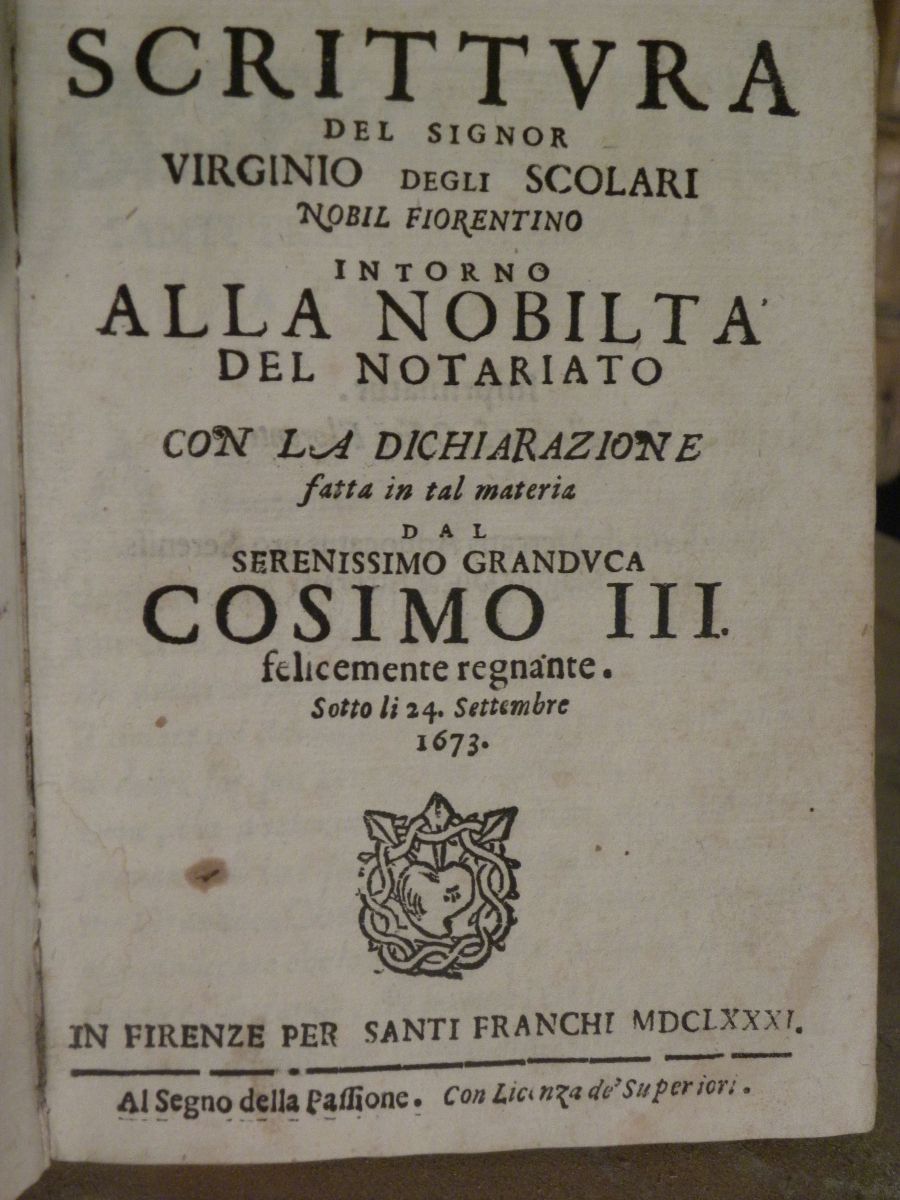 SCRITTVRA
DEL SIGNOR
VIRGINIO DEGLI SCOLARI
NOBIL FIORENTINO
INTORNO
ALLA NOBILTA'
DEL NOTARIATO
CON LA DICHIARAZIONE
fatta in tal materia
DAL
SERENISSIMO GRANDVCA
COSIMO III.
felicemente regnante.
Sotto li 24. Settembre
1673.
IN FIRENZE PER SANTI FRANCHI MDCLXXXI.
Al Segno della Paſſione. Con Licenza de' Superiori.